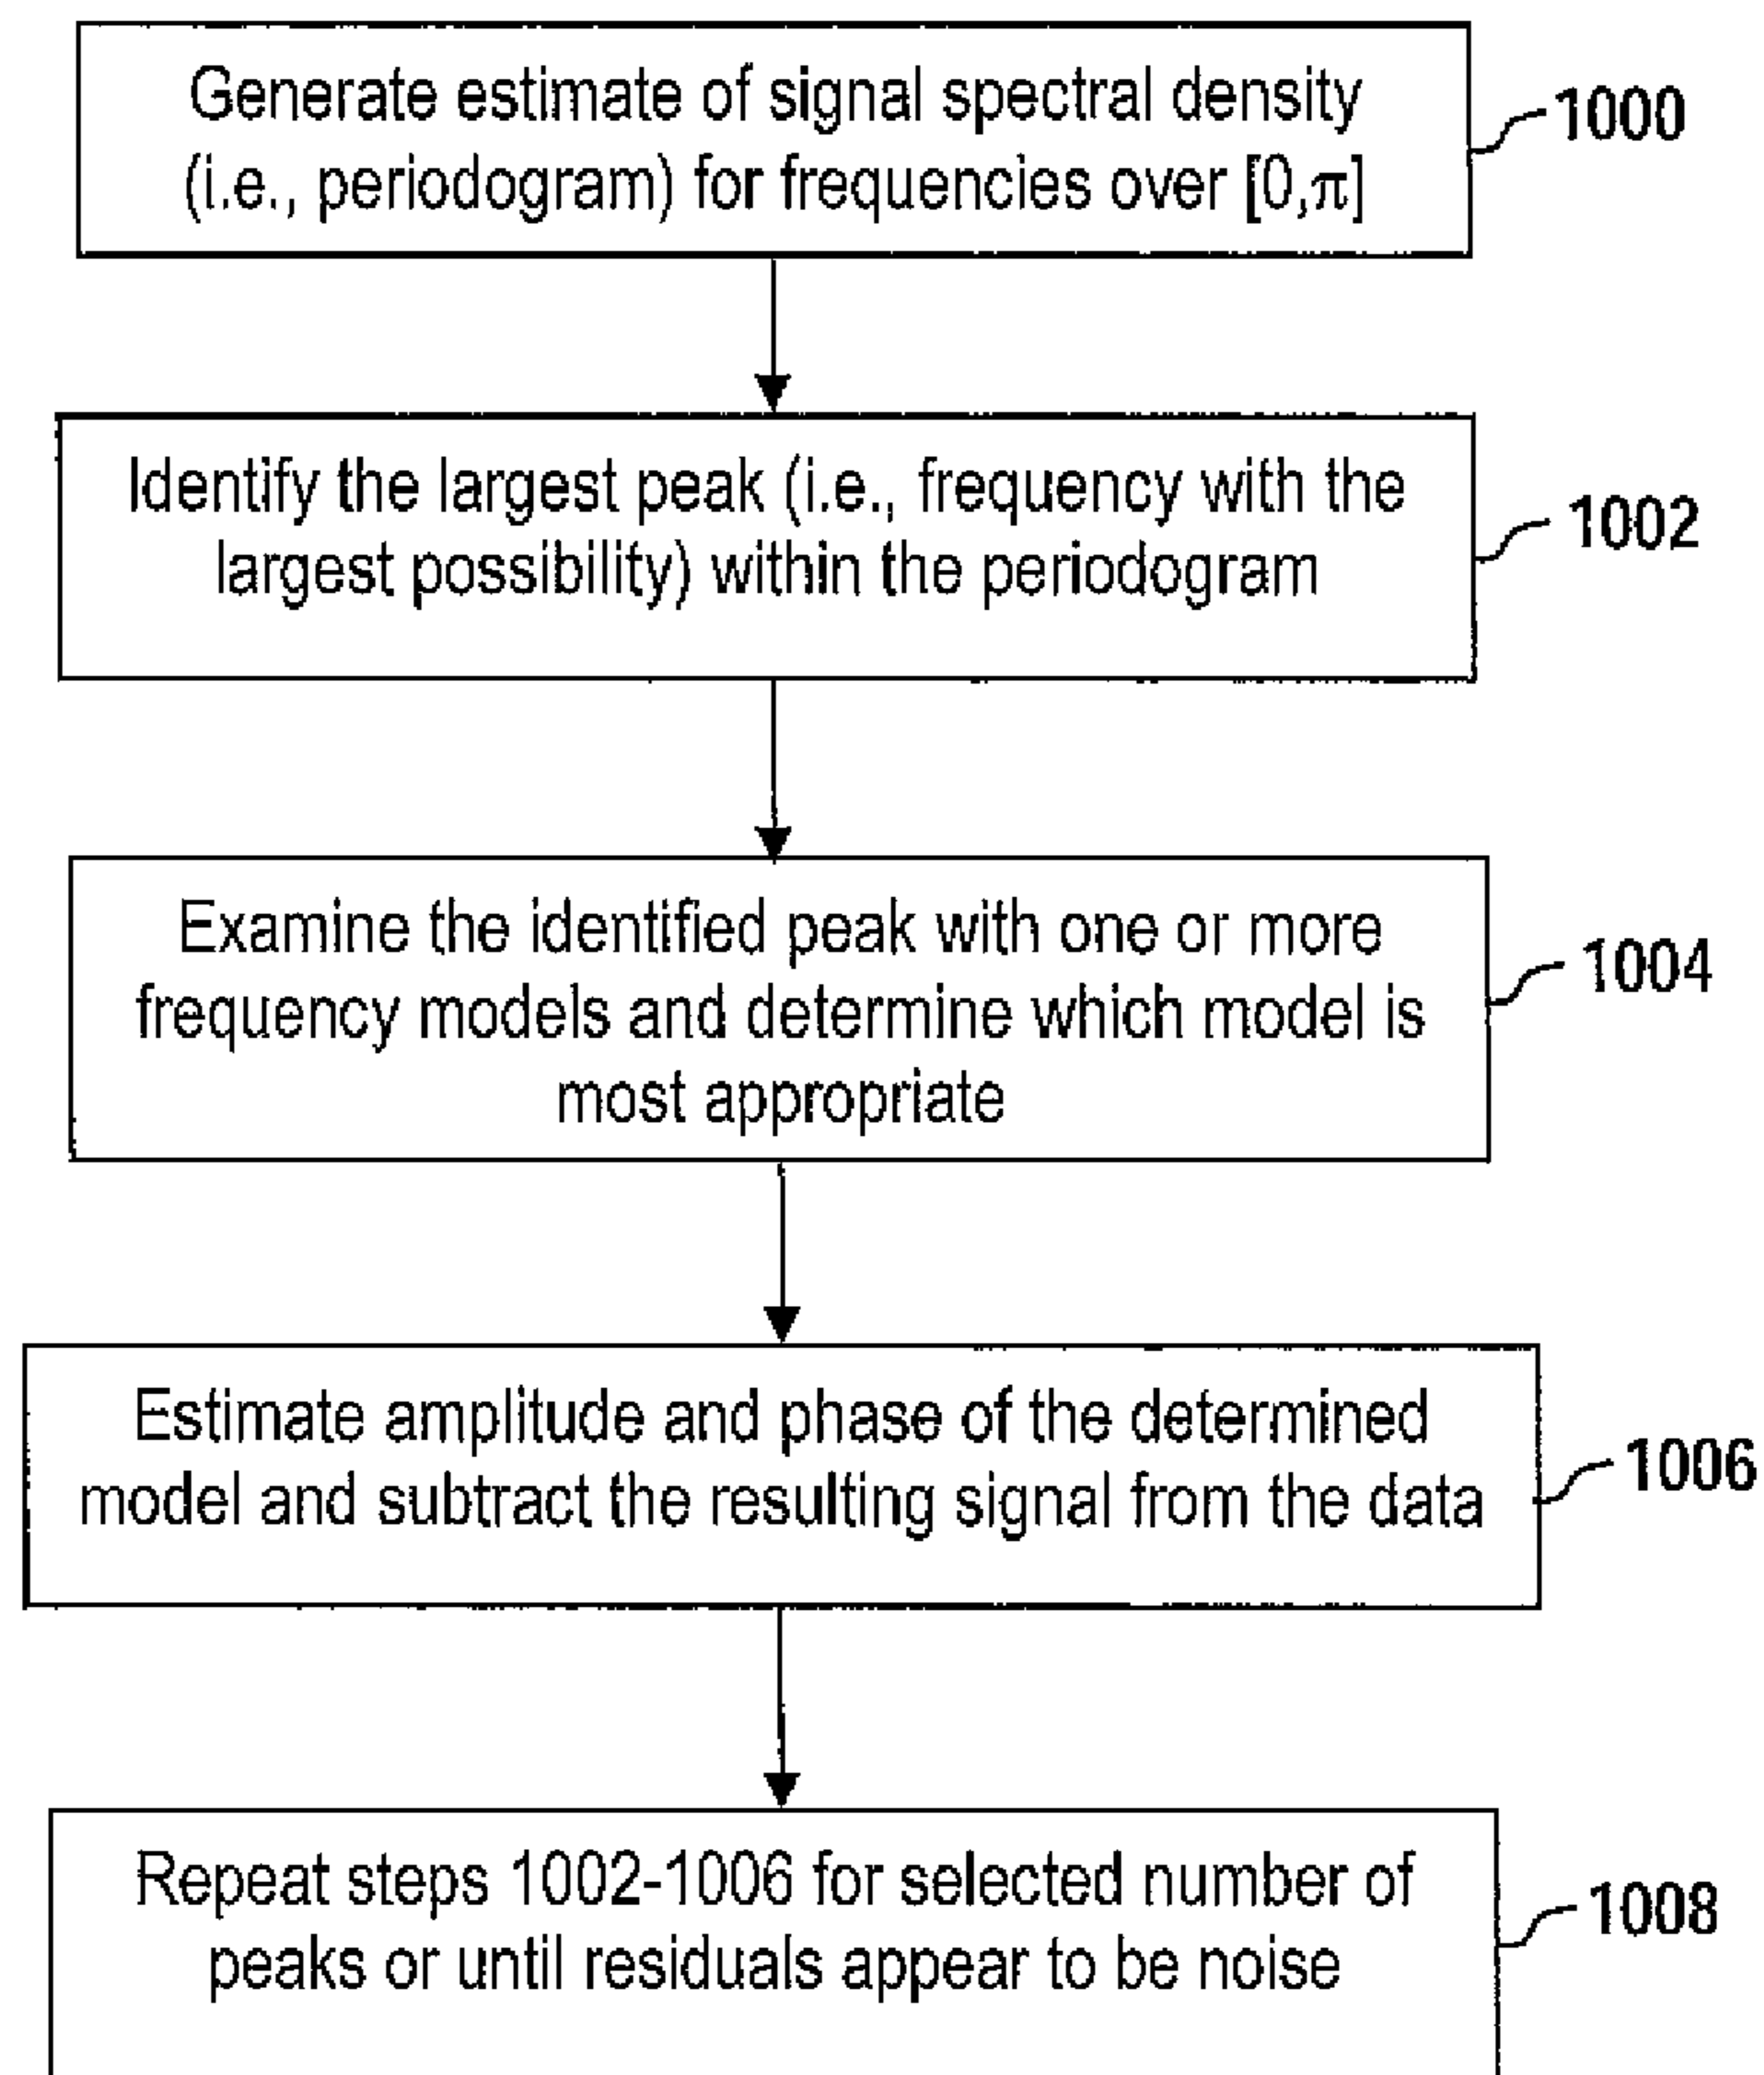 Generate estimate of signal spectral density
(i.e., periodogram) for frequencies over [0,π]
1000
Identify the largest peak (i.e., frequency with the
largest possibility) within the periodogram
1002
Examine the identified peak with one or more
frequency models and determine which model is
most appropriate
1004
Estimate amplitude and phase of the determined
model and subtract the resulting signal from the data
1006
Repeat steps 1002-1006 for selected number of
peaks or until residuals appear to be noise
1008